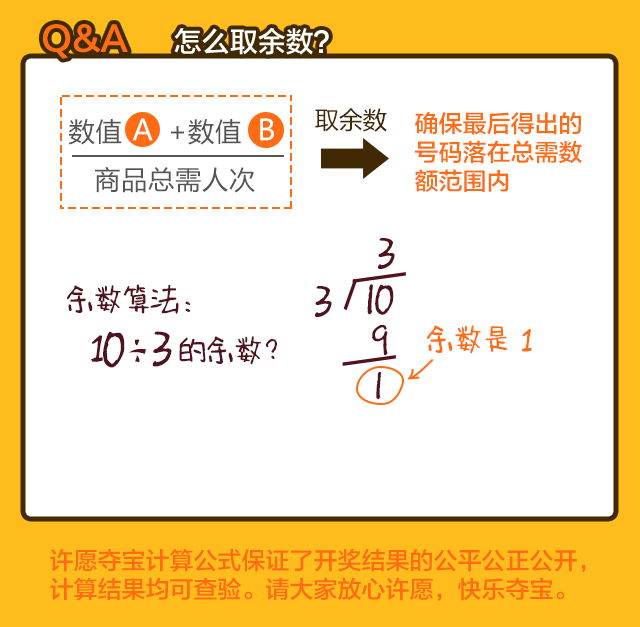 Q&A 怎么取余数?
数值A+数值B
商品总需人次
取余数
确保最后得出的
号码落在总需数
额范围内
余数算法:
10÷3的余数?
3
3
10
9
1
余数是1
许愿夺宝计算公式保证了开奖结果的公平公正公开,
计算结果均可查验。请大家放心许愿,快乐夺宝。